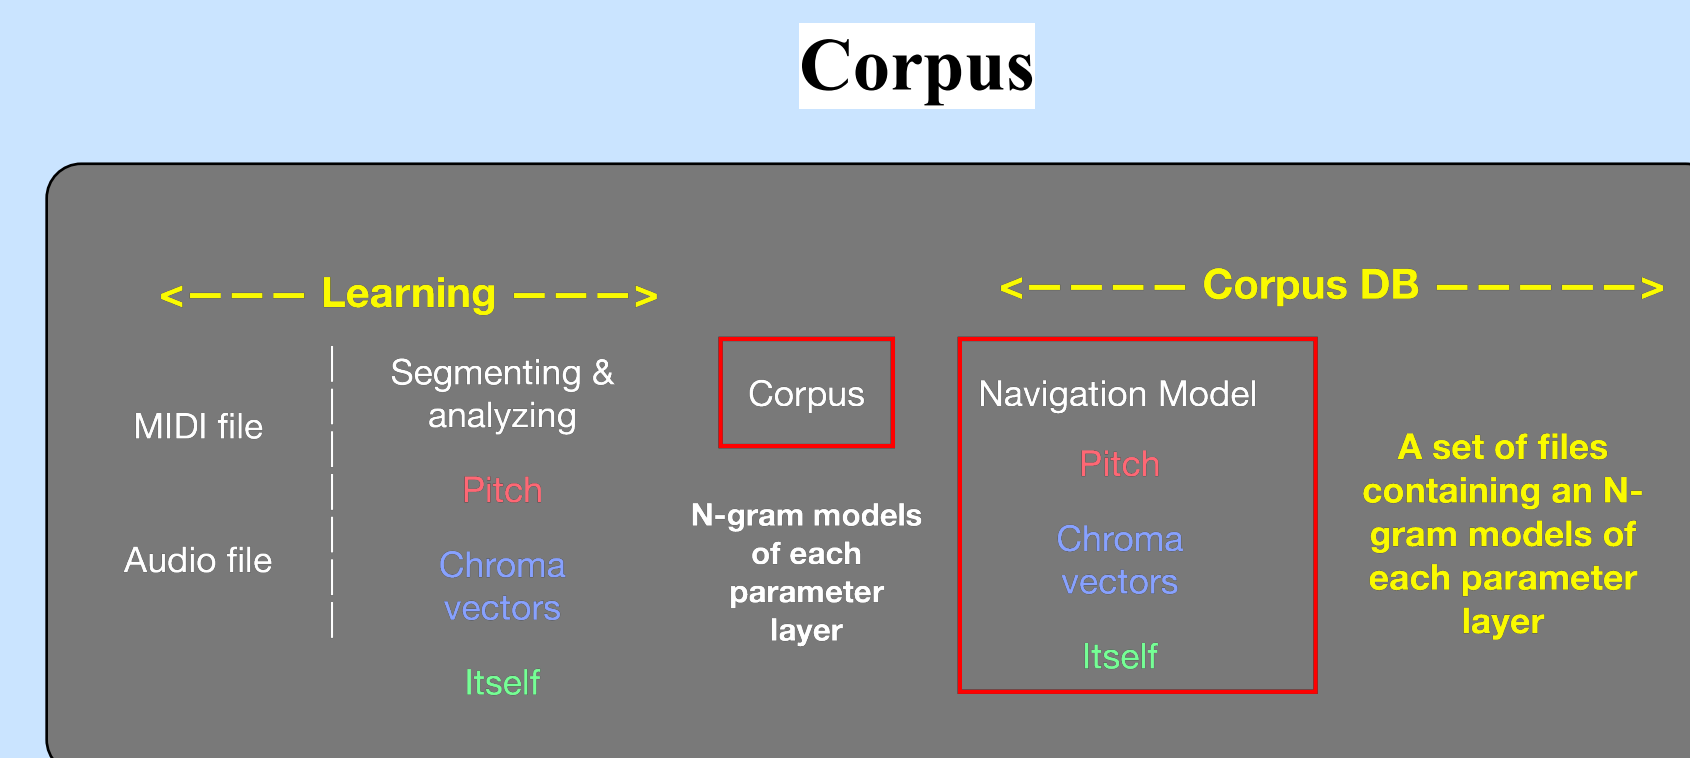 Corpus
<— — — Learning — — —>
MIDI file
Audio file
Segmenting &
analyzing
Pitch
Chroma
vectors
Itself
Corpus
N-gram models
of each
parameter
layer
<— — — — Corpus DB — — — — —>
Navigation Model
Pitch
Chroma
vectors
Itself
A set of files
containing an N-
gram models of
each parameter
layer